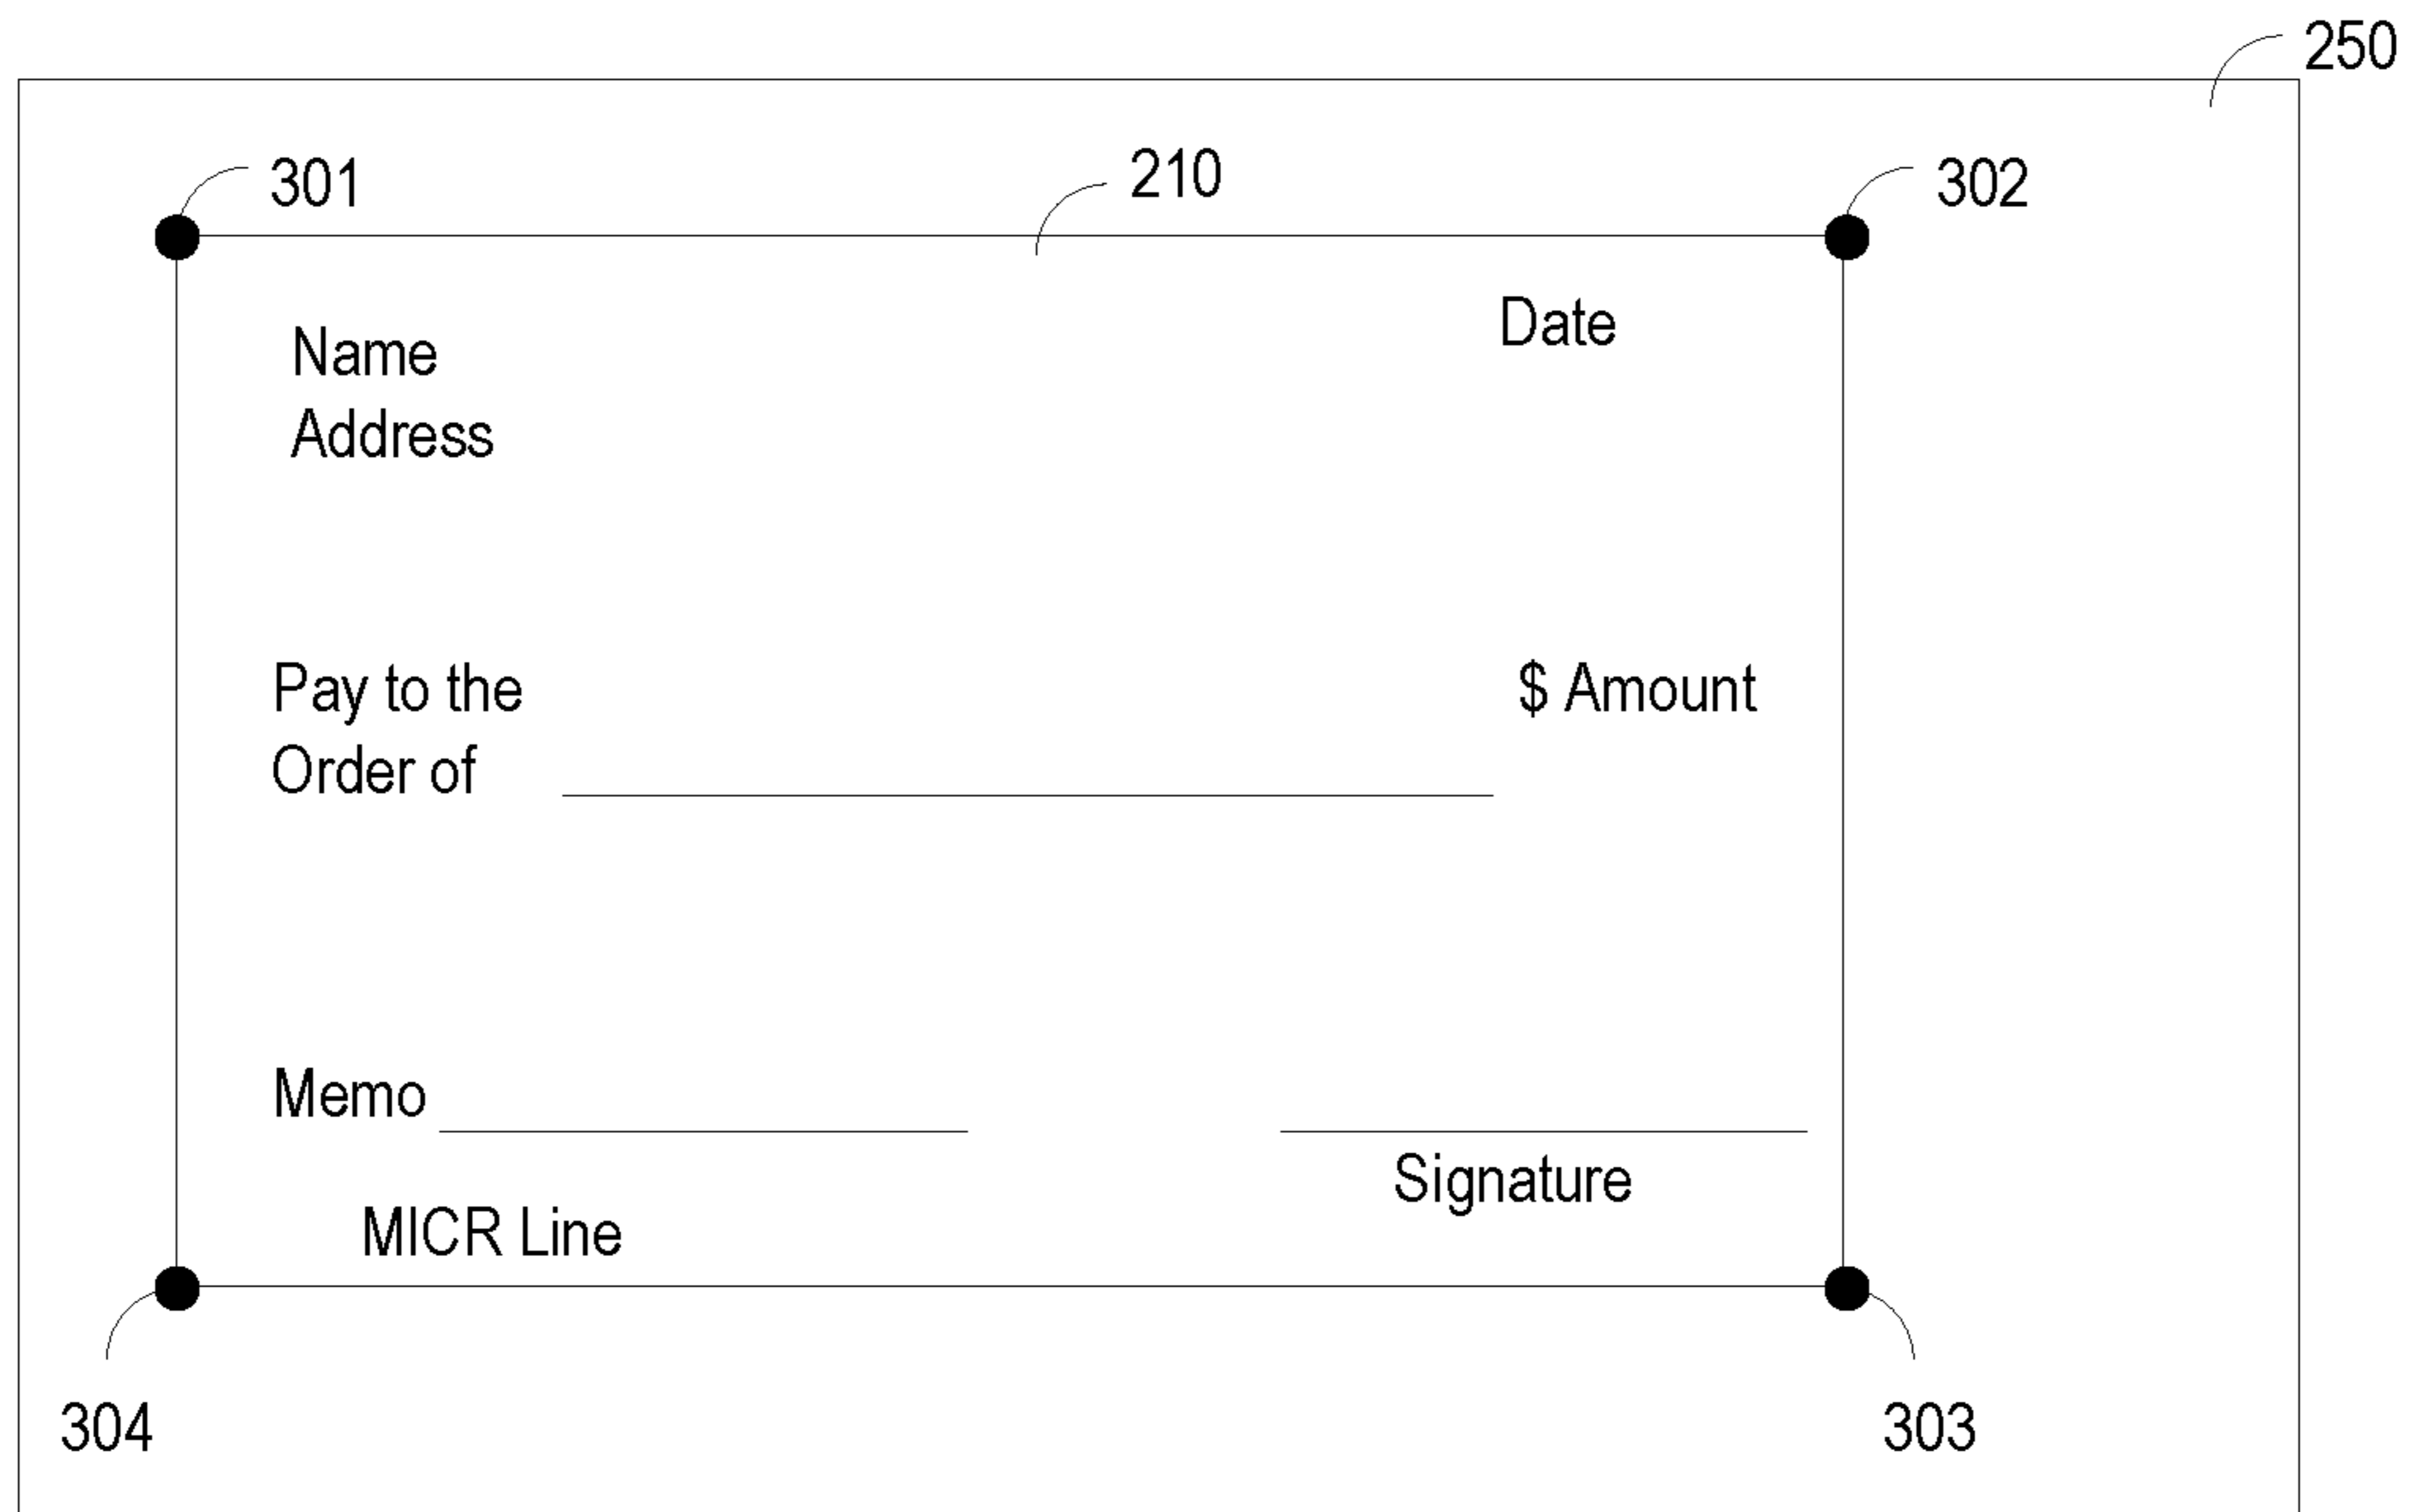 250
301
210
302
Date
Name
Address
Pay to the
Order of
$ Amount
Memo
Signature
MICR Line
304
303